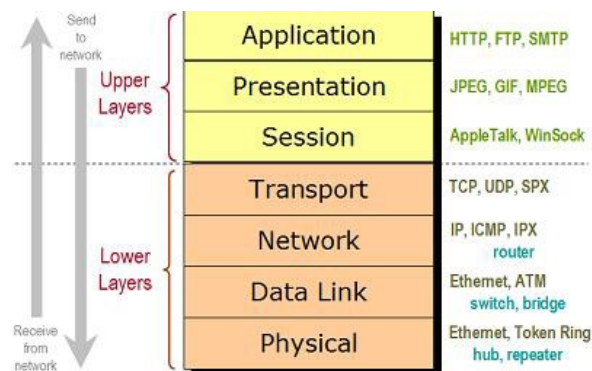 Send to
network
Upper
Layers
Application
HTTP, FTP, SMTP
Presentation
JPEG, GIF, MPEG
Session
AppleTalk, WinSock
Lower
Layers
Transport
TCP, UDP, SPX
Network
IP, ICMP, IPX
router
Data Link
Ethernet, ATM
switch, bridge
Physical
Ethernet, Token Ring
hub, repeater
Receive
from
network